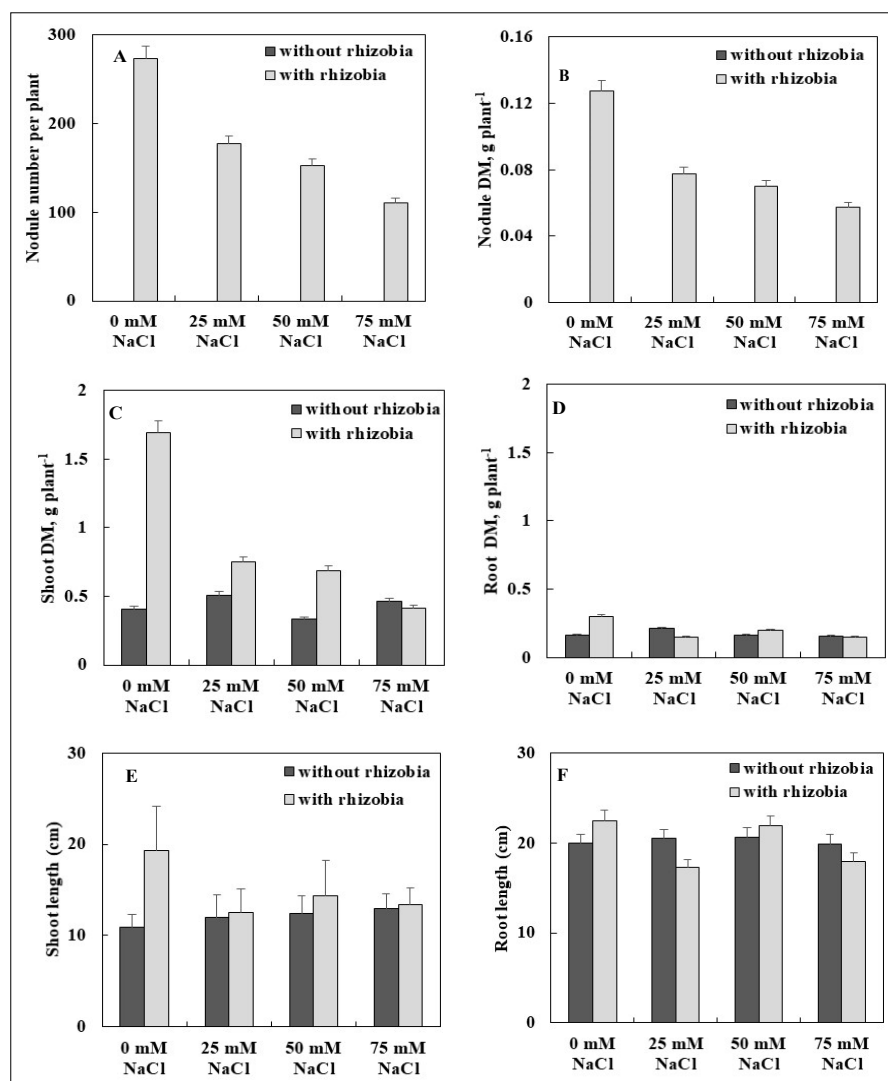 A
Nodule number per plant
300
200
100
0
without rhizobia
with rhizobia
0 mM NaCl
25 mM NaCl
50 mM NaCl
75 mM NaCl
B
Nodule DM, g plant⁻¹
0.16
0.12
0.08
0.04
0
without rhizobia
with rhizobia
0 mM NaCl
25 mM NaCl
50 mM NaCl
75 mM NaCl
C
Shoot DM, g plant⁻¹
2
1.5
1
0.5
0
without rhizobia
with rhizobia
0 mM NaCl
25 mM NaCl
50 mM NaCl
75 mM NaCl
D
Root DM, g plant⁻¹
2
1.5
1
0.5
0
without rhizobia
with rhizobia
0 mM NaCl
25 mM NaCl
50 mM NaCl
75 mM NaCl
E
Shoot length (cm)
30
20
10
0
without rhizobia
with rhizobia
0 mM NaCl
25 mM NaCl
50 mM NaCl
75 mM NaCl
F
Root length (cm)
30
20
10
0
without rhizobia
with rhizobia
0 mM NaCl
25 mM NaCl
50 mM NaCl
75 mM NaCl